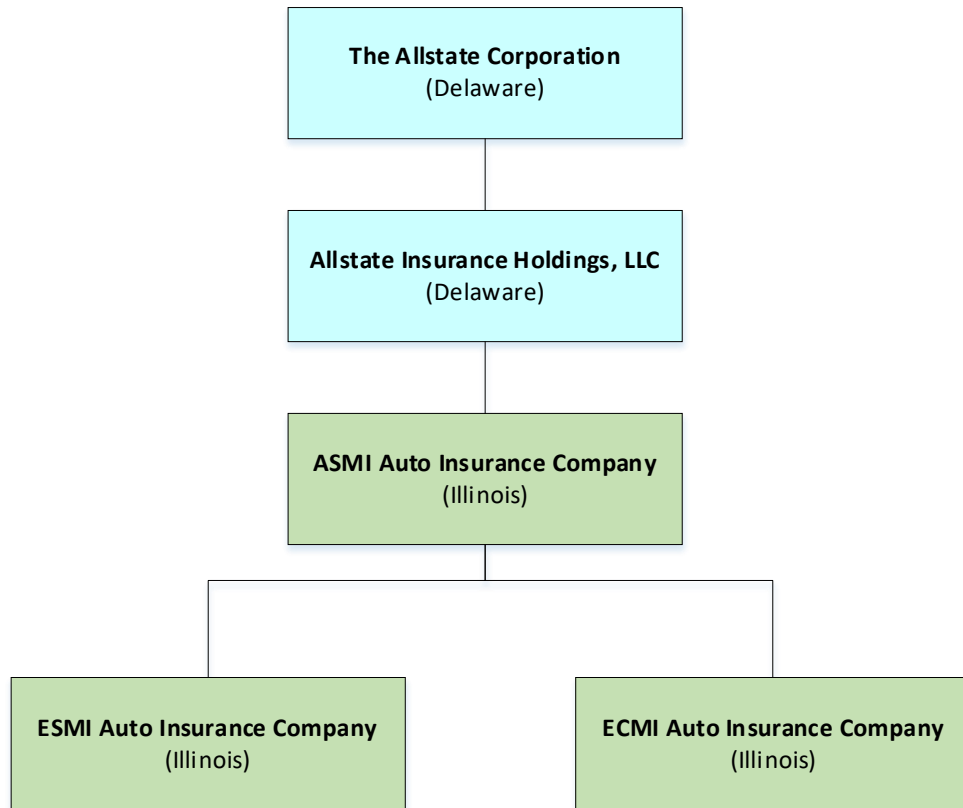 The Allstate Corporation
(Delaware)
Allstate Insurance Holdings, LLC
(Delaware)
ASMI Auto Insurance Company
(Illinois)
ESMI Auto Insurance Company
(Illinois)
ECMI Auto Insurance Company
(Illinois)